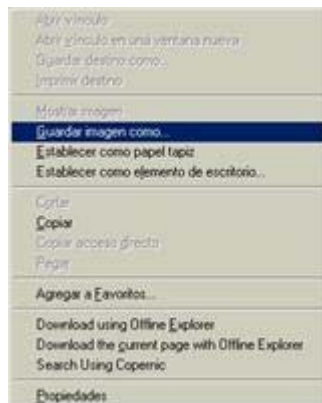 Abrir vínculo
Abrir vínculo en una ventana nueva
Guardar destino como...
Imprimir destino
Mostrar imagen
Guardar imagen como...
Establecer como papel tapiz
Establecer como elemento de escritorio...
Cortar
Copiar
Copiar acceso directo
Pegar
Agregar a Favoritos...
Download using Offline Explorer
Download the current page with Offline Explorer
Search Using Copernic
Propiedades